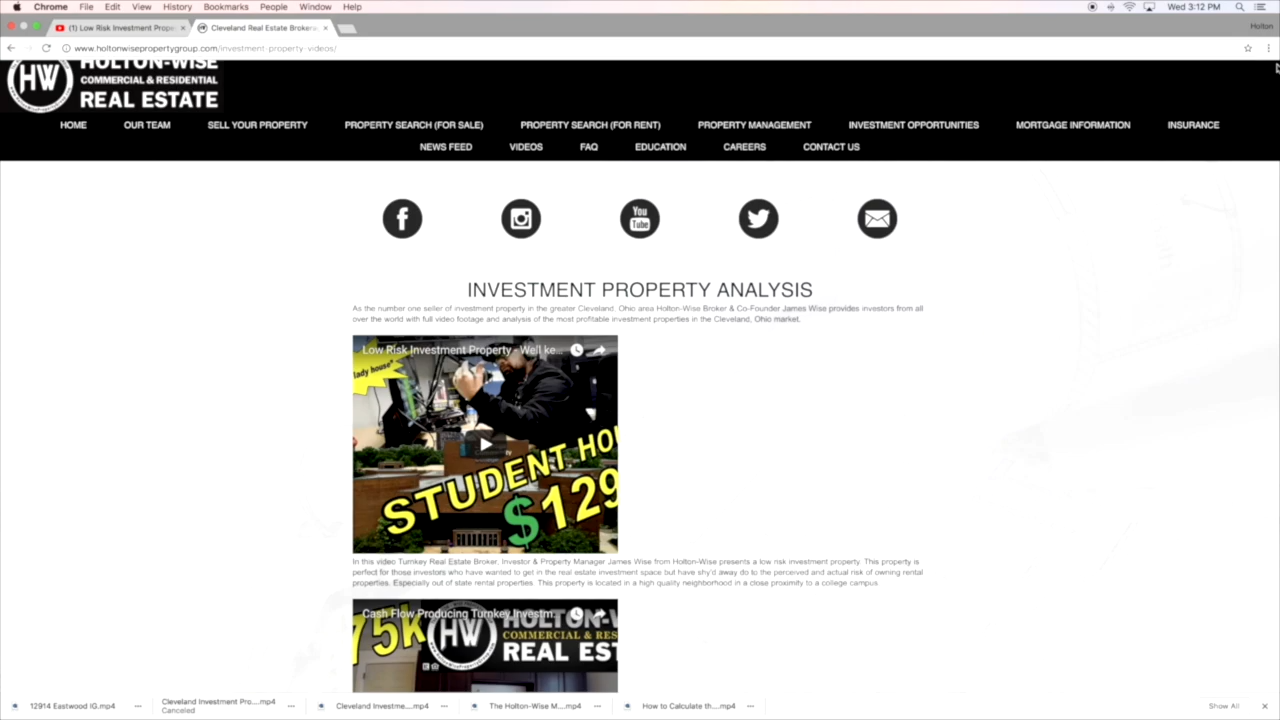 Chrome File Edit View History Bookmarks People Window Help Wed 3:12 PM
(1) Low Risk Investment Prope Cleveland Real Estate Brokera Holton
www.holtonwisepropertygroup.com/investment-property-videos/
HW HOLTON-WISE
COMMERCIAL & RESIDENTIAL
REAL ESTATE
HOME OUR TEAM SELL YOUR PROPERTY PROPERTY SEARCH (FOR SALE) PROPERTY SEARCH (FOR RENT) PROPERTY MANAGEMENT INVESTMENT OPPORTUNITIES MORTGAGE INFORMATION INSURANCE
NEWS FEED VIDEOS FAQ EDUCATION CAREERS CONTACT US
You
Tube
INVESTMENT PROPERTY ANALYSIS
As the number one seller of investment property in the greater Cleveland, Ohio area Holton-Wise Broker & Co-Founder James Wise provides investors from all
over the world with full video footage and analysis of the most profitable investment properties in the Cleveland, Ohio market.
Low Risk Investment Property - Well ke...
lady house"
STUDENT HOU
$129
In this video Turnkey Real Estate Broker, Investor & Property Manager James Wise from Holton-Wise presents a low risk investment property. This property is
perfect for those investors who have wanted to get in the real estate investment space but have shy'd away do to the perceived and actual risk of owning rental
properties. Especially out of state rental properties. This property is located in a high quality neighborhood in a close proximity to a college campus
Cash Flow Producing Turnkey Investm...
75k HW HOLTON-W
COMMERCIAL & RES
REAL EST
12914 Eastwood IG.mp4 Cleveland Investment Pro....mp4 Cleveland Investme....mp4 The Holton-Wise M....mp4 How to Calculate th....mp4 Show All
Canceled